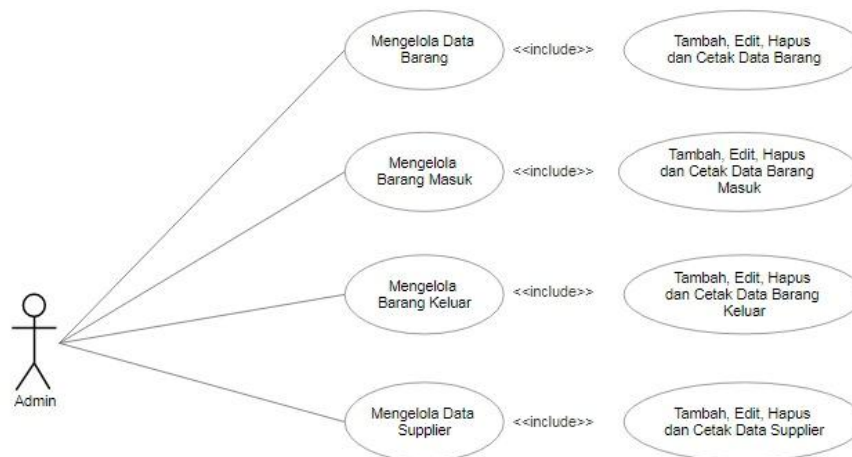 Mengelola Data
Barang
<<include>>
Tambah, Edit, Hapus
dan Cetak Data Barang
Mengelola
Barang Masuk
<<include>>
Tambah, Edit, Hapus
dan Cetak Data Barang
Masuk
Mengelola
Barang Keluar
<<include>>
Tambah, Edit, Hapus
dan Cetak Data Barang
Keluar
Admin
Mengelola Data
Supplier
<<include>>
Tambah, Edit, Hapus
dan Cetak Data Supplier